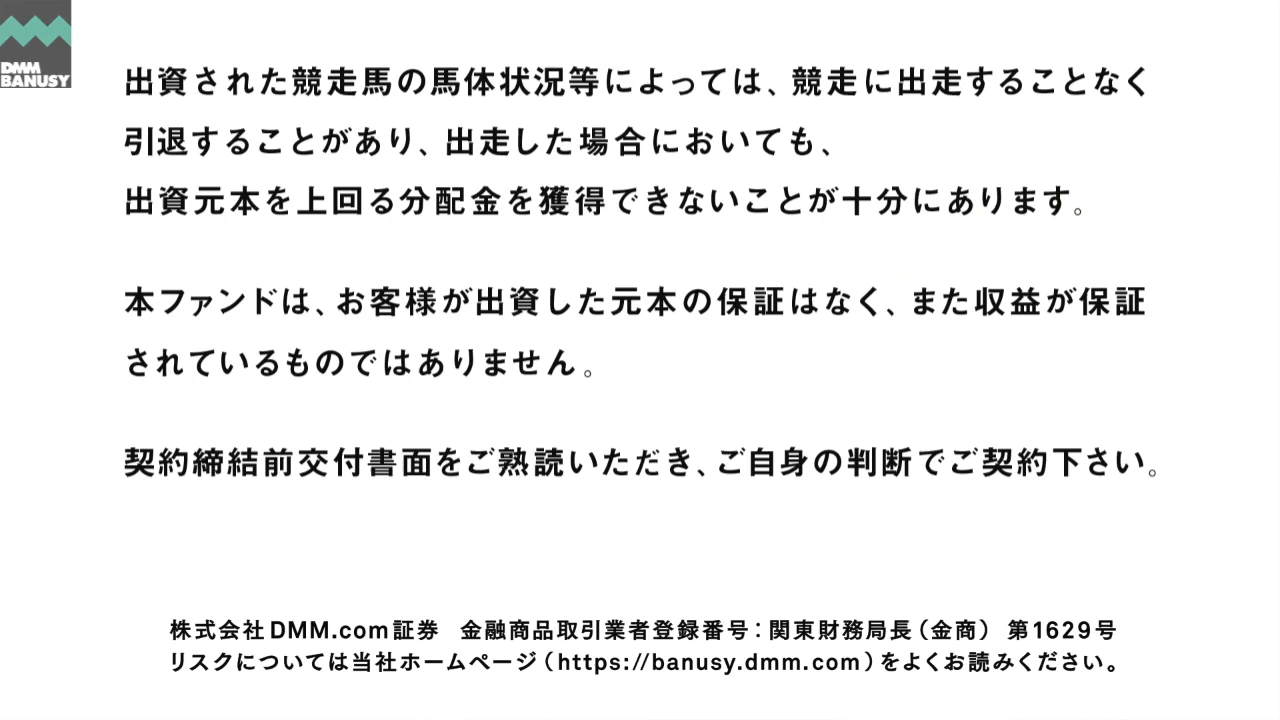 DMM
BANUSY
出資された競走馬の馬体状況等によっては、競走に出走することなく
引退することがあり、出走した場合においても、
出資元本を上回る分配金を獲得できないことが十分にあります。
本ファンドは、お客様が出資した元本の保証はなく、また収益が保証
されているものではありません。
契約締結前交付書面をご熟読いただき、ご自身の判断でご契約下さい。
株式会社DMM.com証券 金融商品取引業者登録番号：関東財務局長（金商） 第1629号
リスクについては当社ホームページ（https://banusy.dmm.com）をよくお読みください。